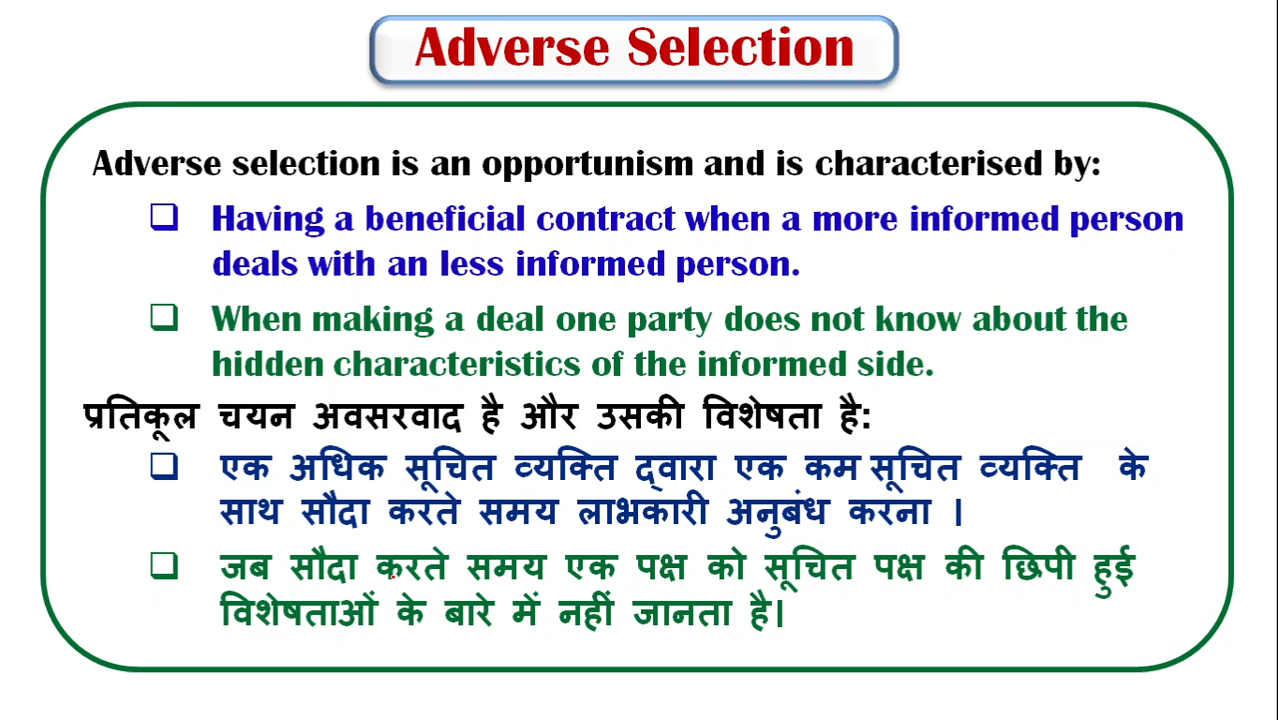 Adverse Selection
Adverse selection is an opportunism and is characterised by:
Having a beneficial contract when a more informed person
deals with an less informed person.
When making a deal one party does not know about the
hidden characteristics of the informed side.
प्रतिकूल चयन अवसरवाद है और उसकी विशेषता है:
एक अधिक सूचित व्यक्ति द्वारा एक कम सूचित व्यक्ति के
साथ सौदा करते समय लाभकारी अनुबंध करना ।
जब सौदा करते समय एक पक्ष को सूचित पक्ष की छिपी हुई
विशेषताओं के बारे में नहीं जानता है।